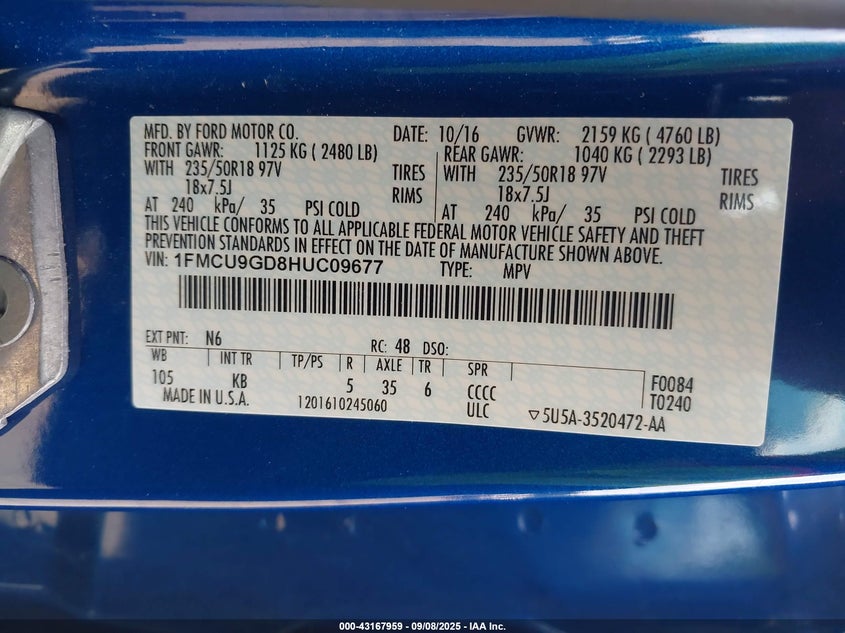 MFD. BY FORD MOTOR CO. DATE: 10/16 GVWR: 2159 KG ( 4760 LB)
FRONT GAWR: 1125 KG ( 2480 LB) REAR GAWR: 1040 KG ( 2293 LB)
WITH 235/50R18 97V TIRES WITH 235/50R18 97V TIRES
18x7.5J RIMS 18x7.5J RIMS
AT 240 kPa/ 35 PSI COLD AT 240 kPa/ 35 PSI COLD
THIS VEHICLE CONFORMS TO ALL APPLICABLE FEDERAL MOTOR VEHICLE SAFETY AND THEFT
PREVENTION STANDARDS IN EFFECT ON THE DATE OF MANUFACTURE SHOWN ABOVE.
VIN: 1FMCU9GD8HUC09677 TYPE: MPV
EXT PNT: N6 RC: 48 DSO:
WB INT TR TP/PS R AXLE TR SPR
105 KB 5 35 6 CCCC F0084
MADE IN U.S.A. 1201610245060 ULC T0240
▽5U5A-3520472-AA
000-43167959 - 09/08/2025 - IAA Inc.